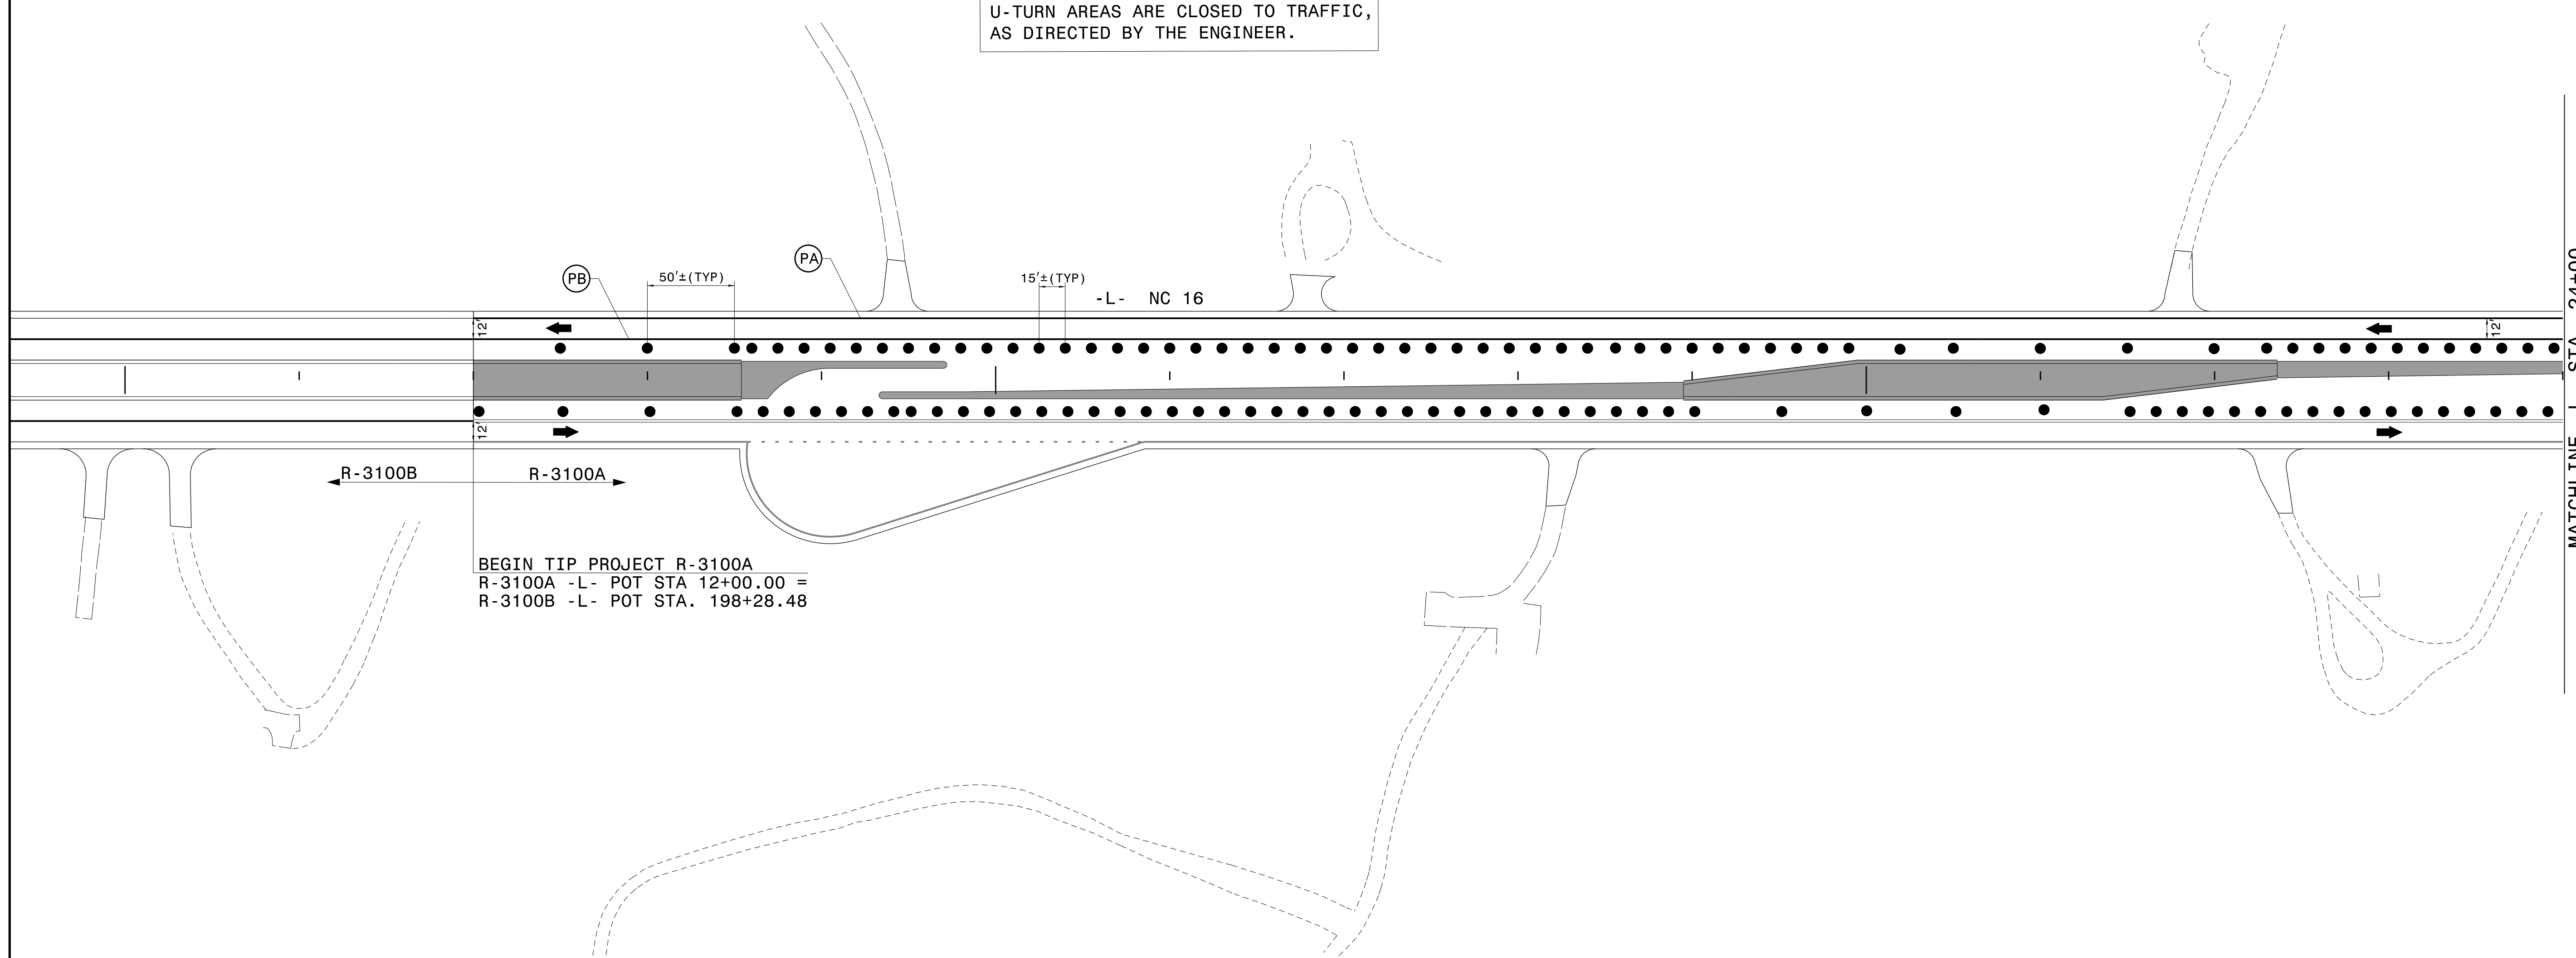 U-TURN AREAS ARE CLOSED TO TRAFFIC,
AS DIRECTED BY THE ENGINEER.
PA
PB
50'±(TYP)
15'±(TYP)
-L- NC 16
12'
12'
12'
R-3100B
R-3100A
BEGIN TIP PROJECT R-3100A
R-3100A -L- POT STA 12+00.00 =
R-3100B -L- POT STA. 198+28.48